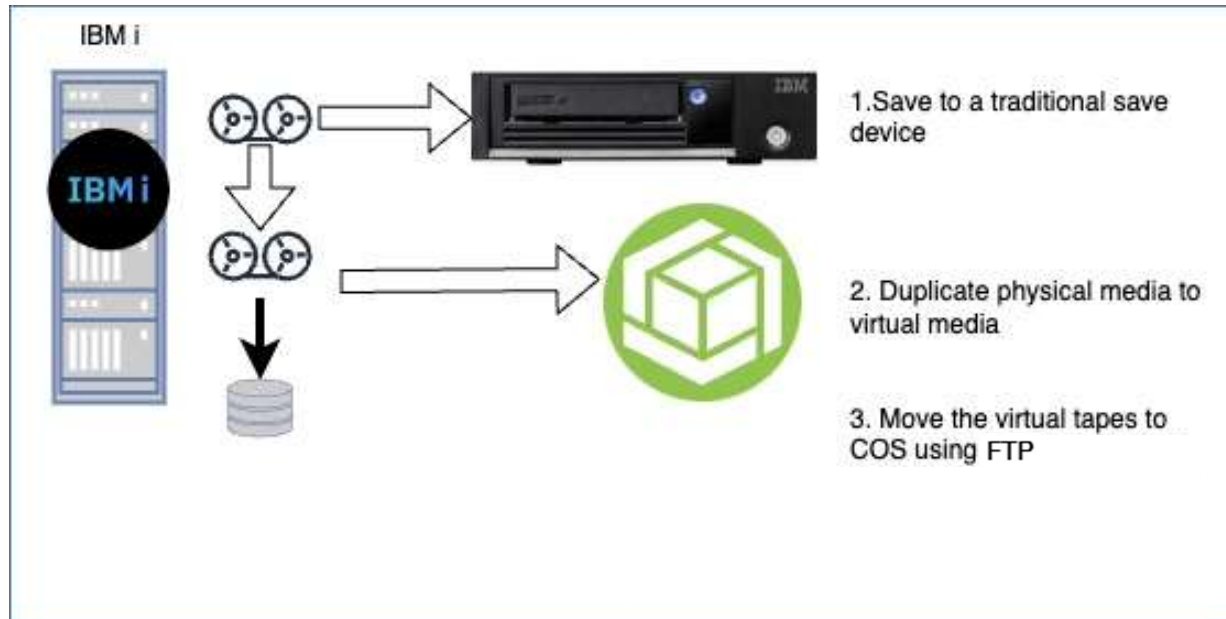 IBM i
IBM i
IBM
1.Save to a traditional save
device
2. Duplicate physical media to
virtual media
3. Move the virtual tapes to
COS using FTP